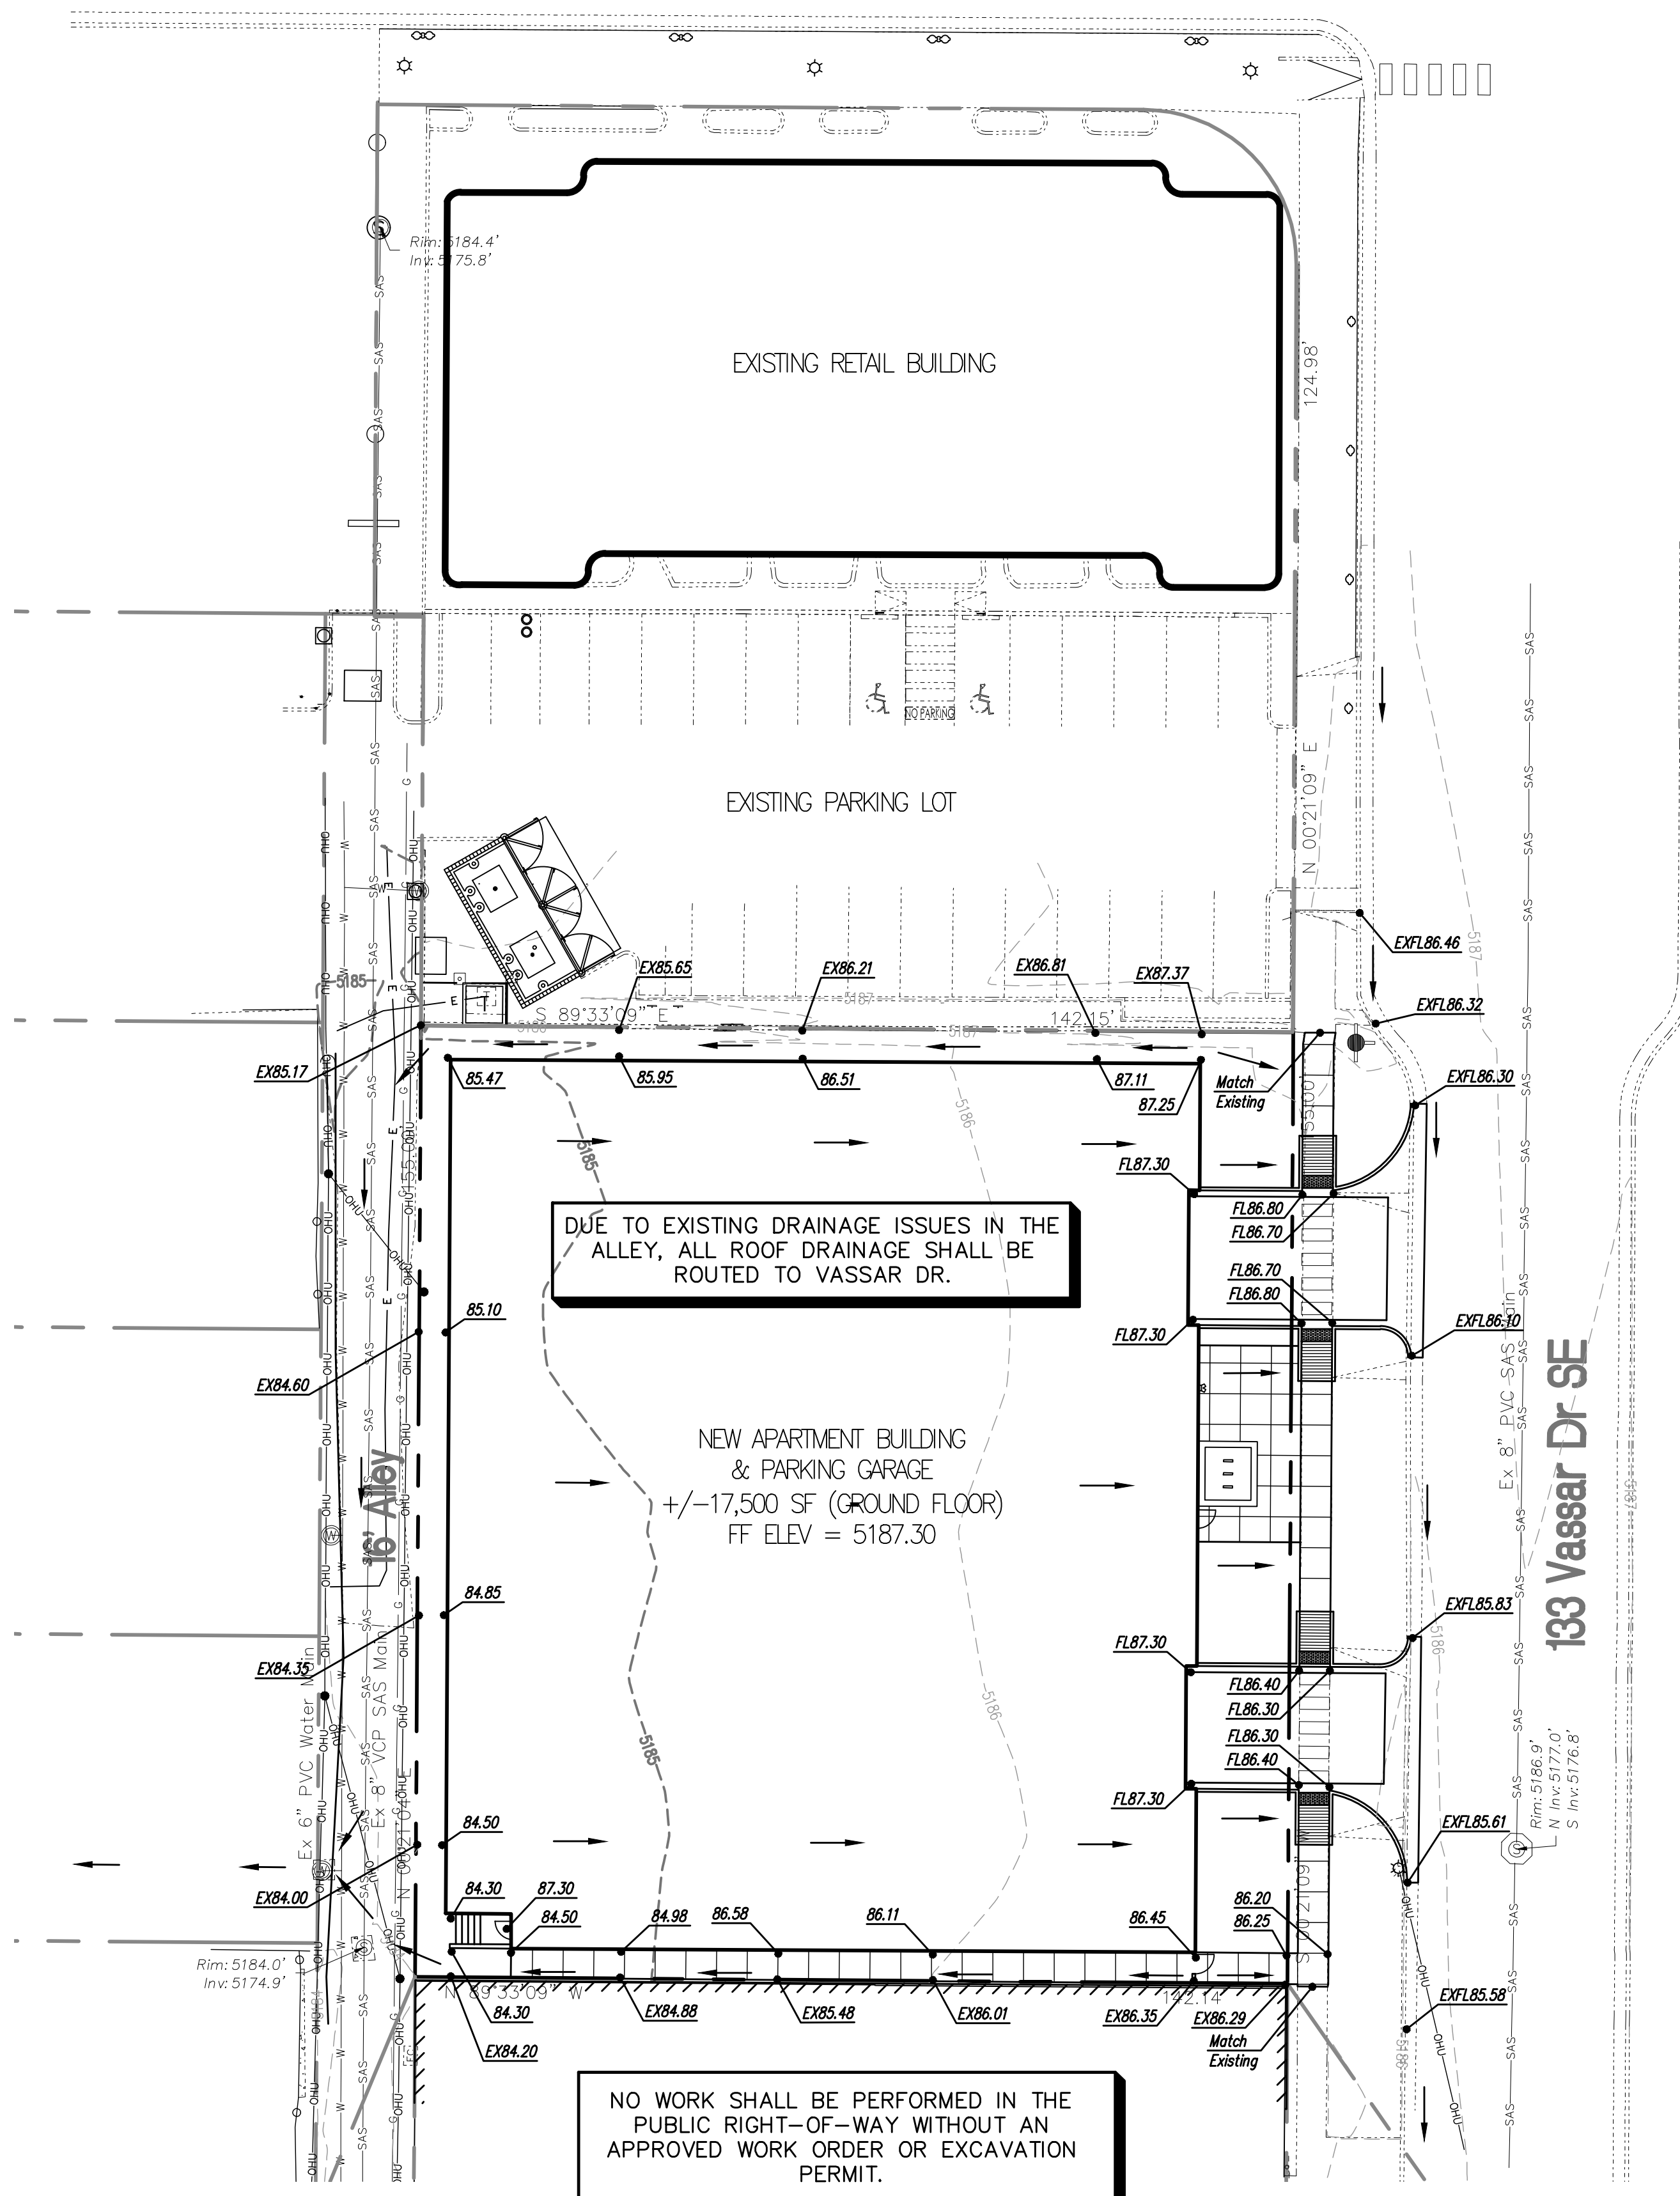 Rim: 5184.4'
Inv: 5175.8'
EXISTING RETAIL BUILDING
124.98'
NO PARKING
EXISTING PARKING LOT
N 00°21'09" E
EXFL86.46
5187
EX85.65
EX86.21
EX86.81
EX87.37
5185
EXFL86.32
S 89°33'09" E
142.15'
5187
5187
EX85.17
85.47
85.95
86.51
87.11
87.25
Match
Existing
EXFL86.30
5186
5185
FL87.30
FL86.80
FL86.70
DUE TO EXISTING DRAINAGE ISSUES IN THE
ALLEY, ALL ROOF DRAINAGE SHALL BE
ROUTED TO VASSAR DR.
FL86.70
FL86.80
85.10
FL87.30
EXFL86.10
EX84.60
NEW APARTMENT BUILDING
& PARKING GARAGE
+/-17,500 SF (GROUND FLOOR)
FF ELEV = 5187.30
16' Alley
133 Vassar Dr SE
Ex 8" PVC SAS Main
84.85
EXFL85.83
EX84.35
FL87.30
FL86.40
FL86.30
5186
5186
5185
FL86.30
FL86.40
FL87.30
Ex 6" PVC Water Main
Ex 8" VCP SAS Main
Rim: 5186.9'
N Inv: 5177.0'
S Inv: 5176.8'
84.50
EXFL85.61
EX84.00
84.30
87.30
84.50
84.98
86.58
86.11
86.45
86.20
86.25
Rim: 5184.0'
Inv: 5174.9'
N 89°33'09" W
142.14'
S 00°21'09" W
84.30
EX84.20
EX84.88
EX85.48
EX86.01
EX86.35
EX86.29
Match
Existing
EXFL85.58
NO WORK SHALL BE PERFORMED IN THE
PUBLIC RIGHT-OF-WAY WITHOUT AN
APPROVED WORK ORDER OR EXCAVATION
PERMIT.